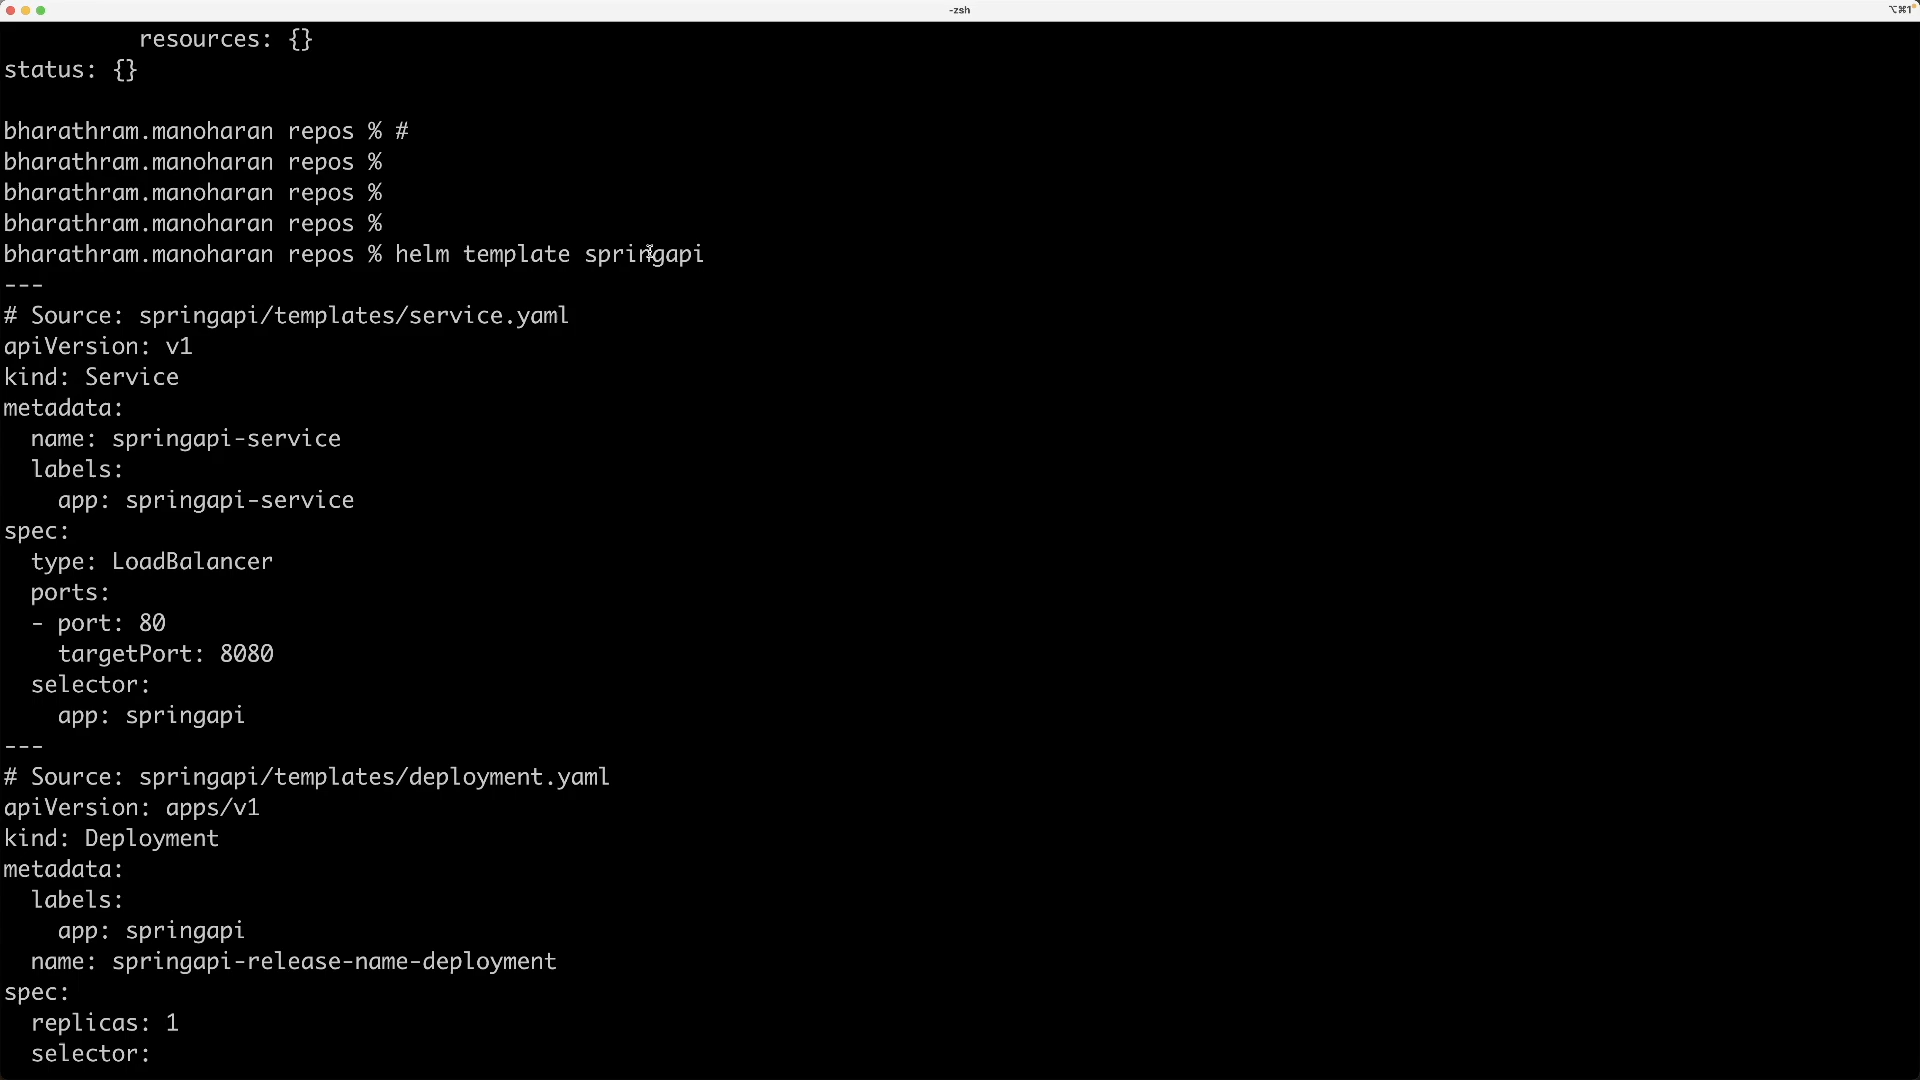 -zsh
⌥⌘1
          resources: {}
status: {}
bharathram.manoharan repos % #
bharathram.manoharan repos %
bharathram.manoharan repos %
bharathram.manoharan repos %
bharathram.manoharan repos % helm template springapi
---
# Source: springapi/templates/service.yaml
apiVersion: v1
kind: Service
metadata:
  name: springapi-service
  labels:
    app: springapi-service
spec:
  type: LoadBalancer
  ports:
  - port: 80
    targetPort: 8080
  selector:
    app: springapi
---
# Source: springapi/templates/deployment.yaml
apiVersion: apps/v1
kind: Deployment
metadata:
  labels:
    app: springapi
  name: springapi-release-name-deployment
spec:
  replicas: 1
  selector: